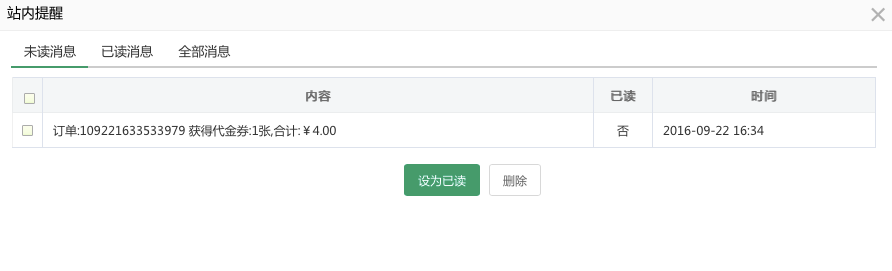 站内提醒
未读消息 已读消息 全部消息
内容 已读 时间
订单:109221633533979 获得代金券:1张,合计:￥4.00 否 2016-09-22 16:34
设为已读 删除